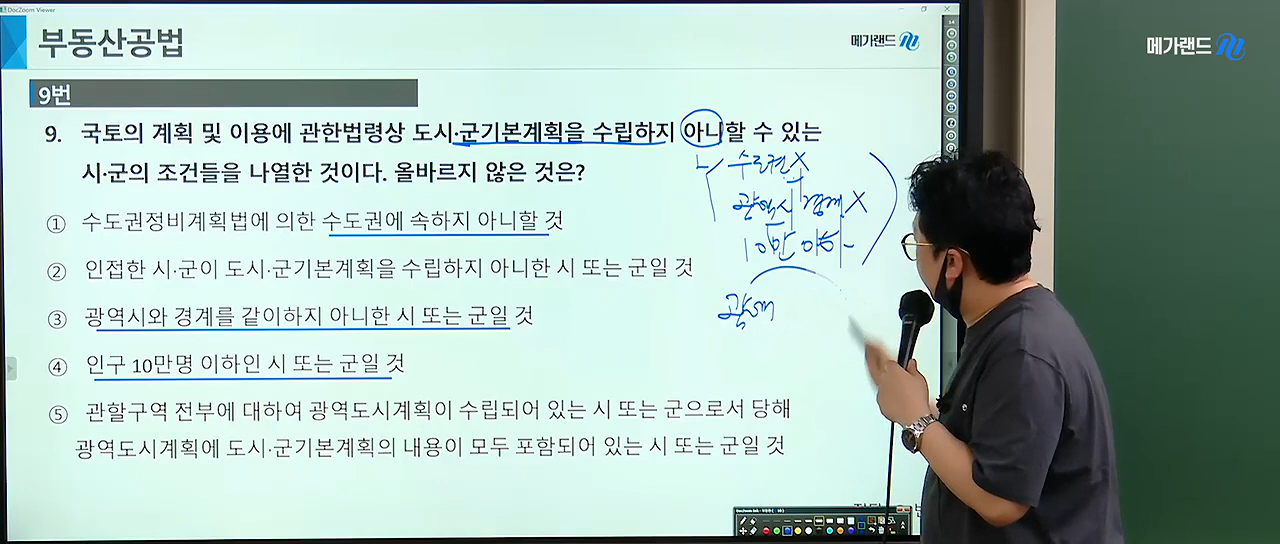 DocZoom Viewer
부동산공법
메가랜드
메가랜드
9번
9. 국토의 계획 및 이용에 관한법령상 도시·군기본계획을 수립하지 아니할 수 있는
시·군의 조건들을 나열한 것이다. 올바르지 않은 것은?
수도권 X
광역시 경계 X
10만 이하
① 수도권정비계획법에 의한 수도권에 속하지 아니할 것
② 인접한 시·군이 도시·군기본계획을 수립하지 아니한 시 또는 군일 것
③ 광역시와 경계를 같이하지 아니한 시 또는 군일 것
④ 인구 10만명 이하인 시 또는 군일 것
⑤ 관할구역 전부에 대하여 광역도시계획이 수립되어 있는 시 또는 군으로서 당해
광역도시계획에 도시·군기본계획의 내용이 모두 포함되어 있는 시 또는 군일 것